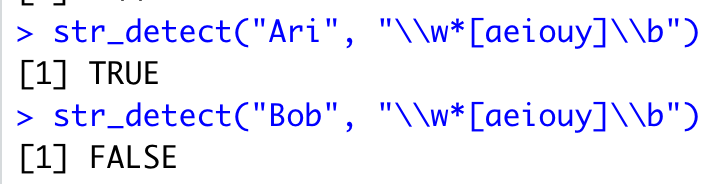 > str_detect("Ari", "\\w*[aeiouy]\\b")
[1] TRUE
> str_detect("Bob", "\\w*[aeiouy]\\b")
[1] FALSE